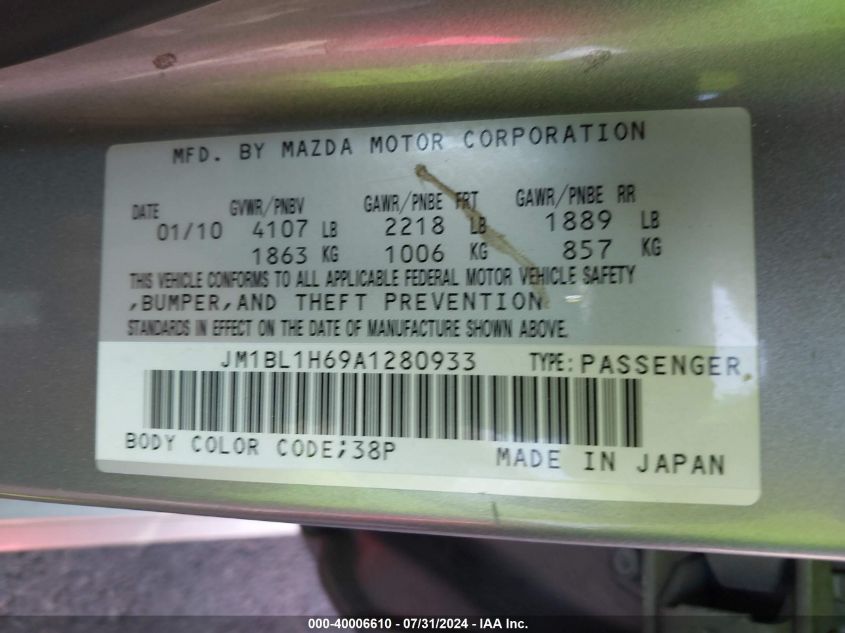 MFD. BY MAZDA MOTOR CORPORATION
DATE GVWR/PNBV GAWR/PNBE FRT GAWR/PNBE RR
01/10 4107 LB 2218 LB 1889 LB
1863 KG 1006 KG 857 KG
THIS VEHICLE CONFORMS TO ALL APPLICABLE FEDERAL MOTOR VEHICLE SAFETY
,BUMPER,AND THEFT PREVENTION
STANDARDS IN EFFECT ON THE DATE OF MANUFACTURE SHOWN ABOVE.
JM1BL1H69A1280933 TYPE:PASSENGER
BODY COLOR CODE;38P MADE IN JAPAN
000-40006610 / 07/31/2024 - IAA Inc.